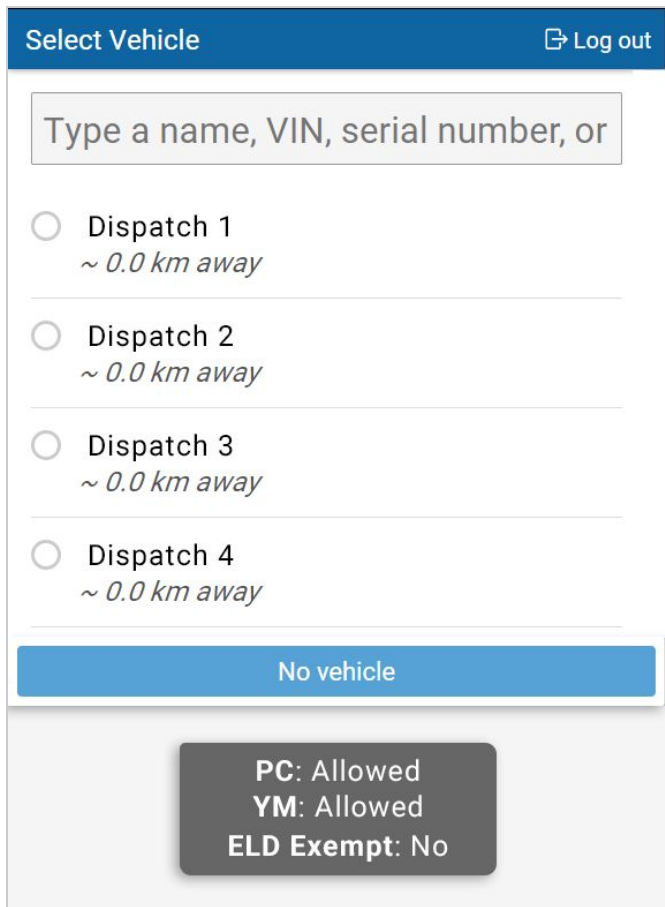 Select Vehicle
Log out
Type a name, VIN, serial number, or
Dispatch 1
~ 0.0 km away
Dispatch 2
~ 0.0 km away
Dispatch 3
~ 0.0 km away
Dispatch 4
~ 0.0 km away
No vehicle
PC: Allowed
YM: Allowed
ELD Exempt: No